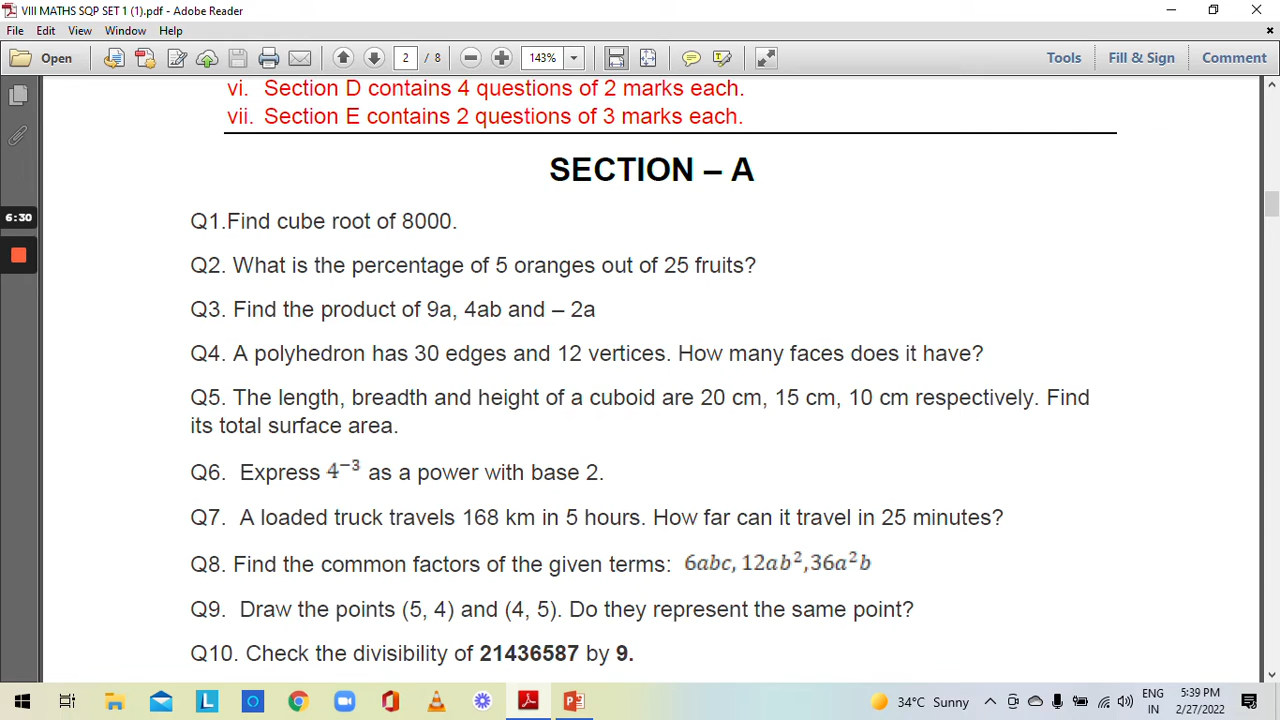 VIII MATHS SQP SET 1 (1).pdf - Adobe Reader
File Edit View Window Help
Open 2 / 8 143% Tools Fill & Sign Comment
vi. Section D contains 4 questions of 2 marks each.
vii. Section E contains 2 questions of 3 marks each.
SECTION – A
Q1.Find cube root of 8000.
6:30
Q2. What is the percentage of 5 oranges out of 25 fruits?
Q3. Find the product of 9a, 4ab and – 2a
Q4. A polyhedron has 30 edges and 12 vertices. How many faces does it have?
Q5. The length, breadth and height of a cuboid are 20 cm, 15 cm, 10 cm respectively. Find
its total surface area.
Q6. Express 4⁻³ as a power with base 2.
Q7. A loaded truck travels 168 km in 5 hours. How far can it travel in 25 minutes?
Q8. Find the common factors of the given terms: 6abc, 12ab²,36a²b
Q9. Draw the points (5, 4) and (4, 5). Do they represent the same point?
Q10. Check the divisibility of 21436587 by 9.
34°C Sunny ENG 5:39 PM
IN 2/27/2022